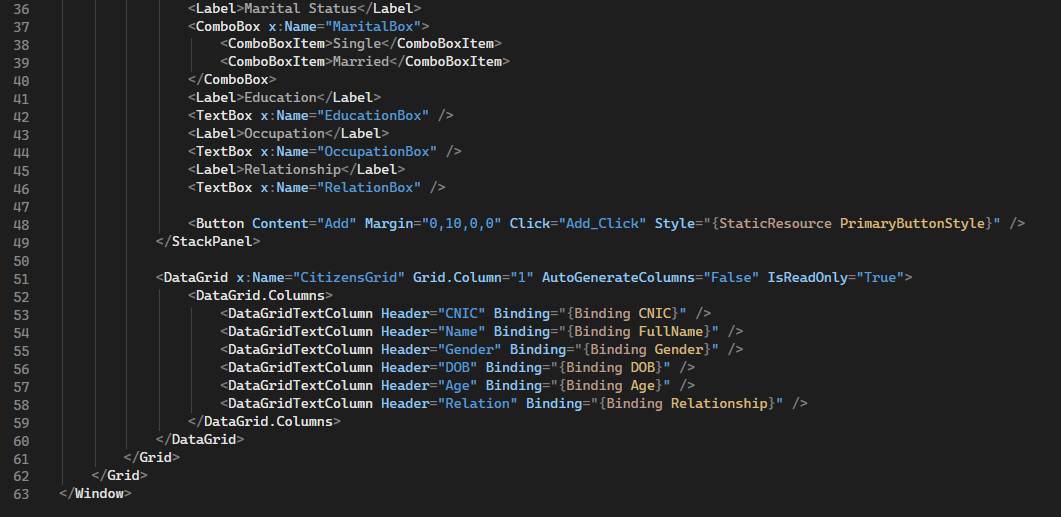 36 <Label>Marital Status</Label>
37 <ComboBox x:Name="MaritalBox">
38 <ComboBoxItem>Single</ComboBoxItem>
39 <ComboBoxItem>Married</ComboBoxItem>
40 </ComboBox>
41 <Label>Education</Label>
42 <TextBox x:Name="EducationBox" />
43 <Label>Occupation</Label>
44 <TextBox x:Name="OccupationBox" />
45 <Label>Relationship</Label>
46 <TextBox x:Name="RelationBox" />
47
48 <Button Content="Add" Margin="0,10,0,0" Click="Add_Click" Style="{StaticResource PrimaryButtonStyle}" />
49 </StackPanel>
50
51 <DataGrid x:Name="CitizensGrid" Grid.Column="1" AutoGenerateColumns="False" IsReadOnly="True">
52 <DataGrid.Columns>
53 <DataGridTextColumn Header="CNIC" Binding="{Binding CNIC}" />
54 <DataGridTextColumn Header="Name" Binding="{Binding FullName}" />
55 <DataGridTextColumn Header="Gender" Binding="{Binding Gender}" />
56 <DataGridTextColumn Header="DOB" Binding="{Binding DOB}" />
57 <DataGridTextColumn Header="Age" Binding="{Binding Age}" />
58 <DataGridTextColumn Header="Relation" Binding="{Binding Relationship}" />
59 </DataGrid.Columns>
60 </DataGrid>
61 </Grid>
62 </Grid>
63 </Window>